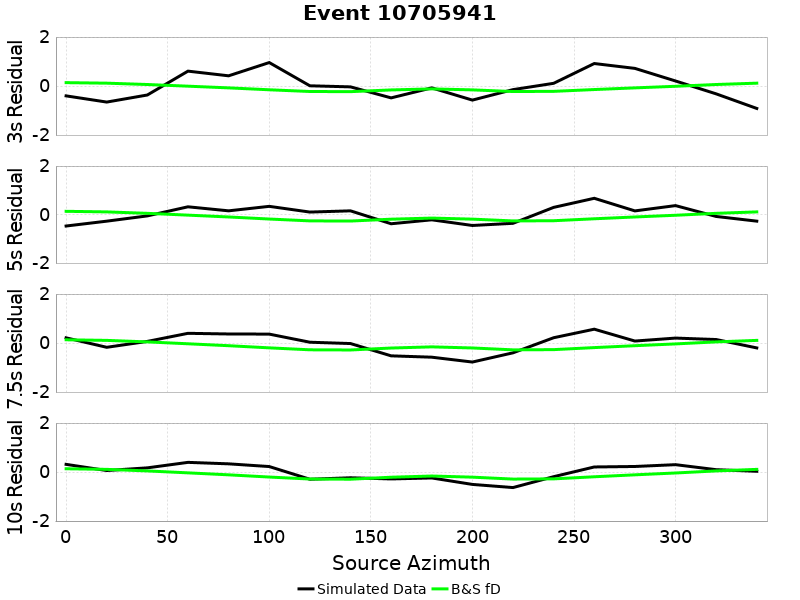 Event 10705941
3s Residual
2
0
-2
5s Residual
2
0
-2
7.5s Residual
2
0
-2
10s Residual
2
0
-2
0 50 100 150 200 250 300
Source Azimuth
Simulated Data B&S fD